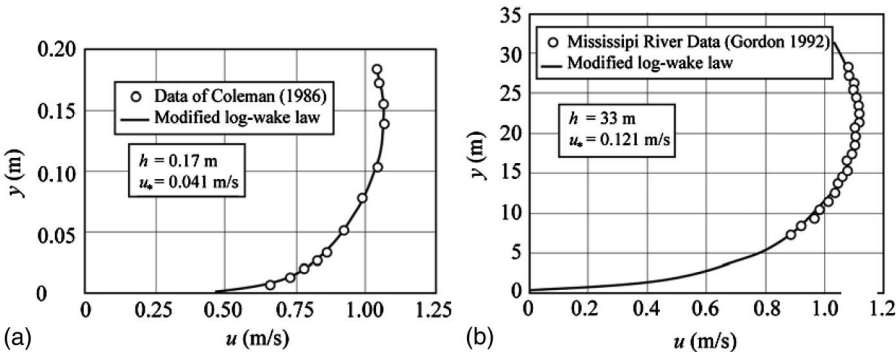 0.20
0.15
0.10
0.05
0
y (m)
Data of Coleman (1986)
Modified log-wake law
h = 0.17 m
u* = 0.041 m/s
0 0.25 0.50 0.75 1.00 1.25
(a)
u (m/s)
35
30
25
20
15
10
5
0
y (m)
Mississipi River Data (Gordon 1992)
Modified log-wake law
h = 33 m
u* = 0.121 m/s
0 0.2 0.4 0.6 0.8 1.0 1.2
(b)
u (m/s)